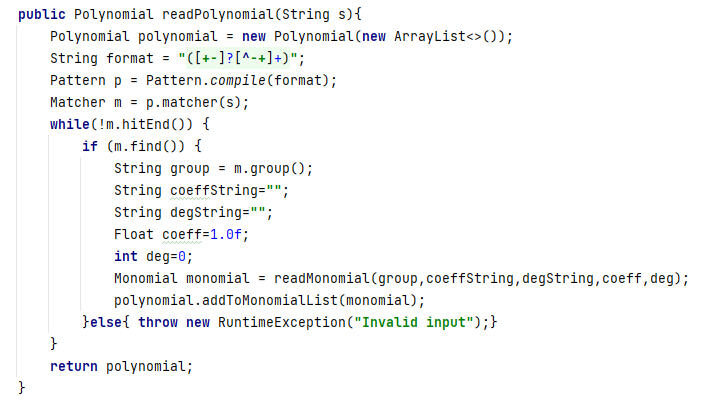 public Polynomial readPolynomial(String s){
    Polynomial polynomial = new Polynomial(new ArrayList<>());
    String format = "([+-]?[^-+]+)";
    Pattern p = Pattern.compile(format);
    Matcher m = p.matcher(s);
    while(!m.hitEnd()) {
        if (m.find()) {
            String group = m.group();
            String coeffString="";
            String degString="";
            Float coeff=1.0f;
            int deg=0;
            Monomial monomial = readMonomial(group,coeffString,degString,coeff,deg);
            polynomial.addToMonomialList(monomial);
        }else{ throw new RuntimeException("Invalid input");}
    }
    return polynomial;
}